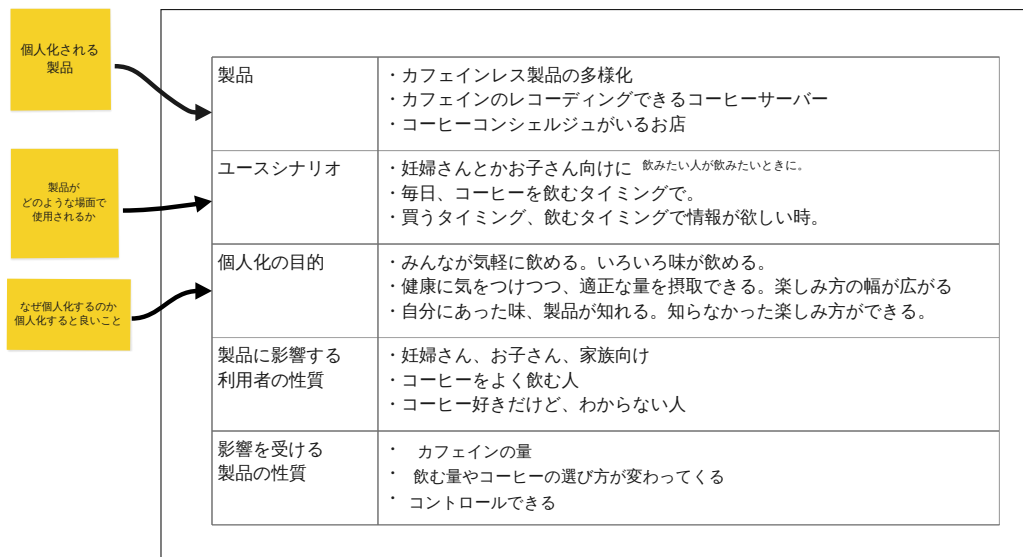 個人化される
製品
製品が
どのような場面で
使用されるか
なぜ個人化するのか
個人化すると良いこと
製品
・カフェインレス製品の多様化
・カフェインのレコーディングできるコーヒーサーバー
・コーヒーコンシェルジュがいるお店
ユースシナリオ
・妊婦さんとかお子さん向けに 飲みたい人が飲みたいときに。
・毎日、コーヒーを飲むタイミングで。
・買うタイミング、飲むタイミングで情報が欲しい時。
個人化の目的
・みんなが気軽に飲める。いろいろ味が飲める。
・健康に気をつけつつ、適正な量を摂取できる。楽しみ方の幅が広がる
・自分にあった味、製品が知れる。知らなかった楽しみ方ができる。
製品に影響する
利用者の性質
・妊婦さん、お子さん、家族向け
・コーヒーをよく飲む人
・コーヒー好きだけど、わからない人
影響を受ける
製品の性質
・ カフェインの量
・ 飲む量やコーヒーの選び方が変わってくる
・ コントロールできる